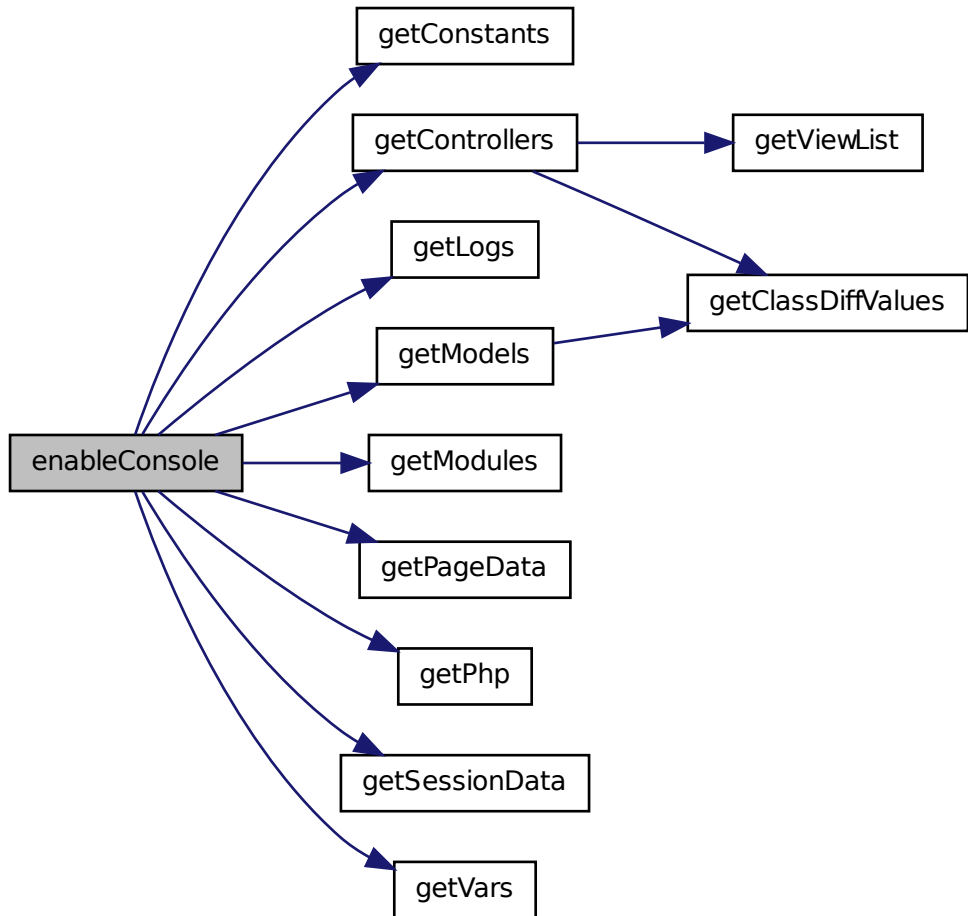 getConstants
getControllers
getViewList
getLogs
getClassDiffValues
getModels
enableConsole
getModules
getPageData
getPhp
getSessionData
getVars